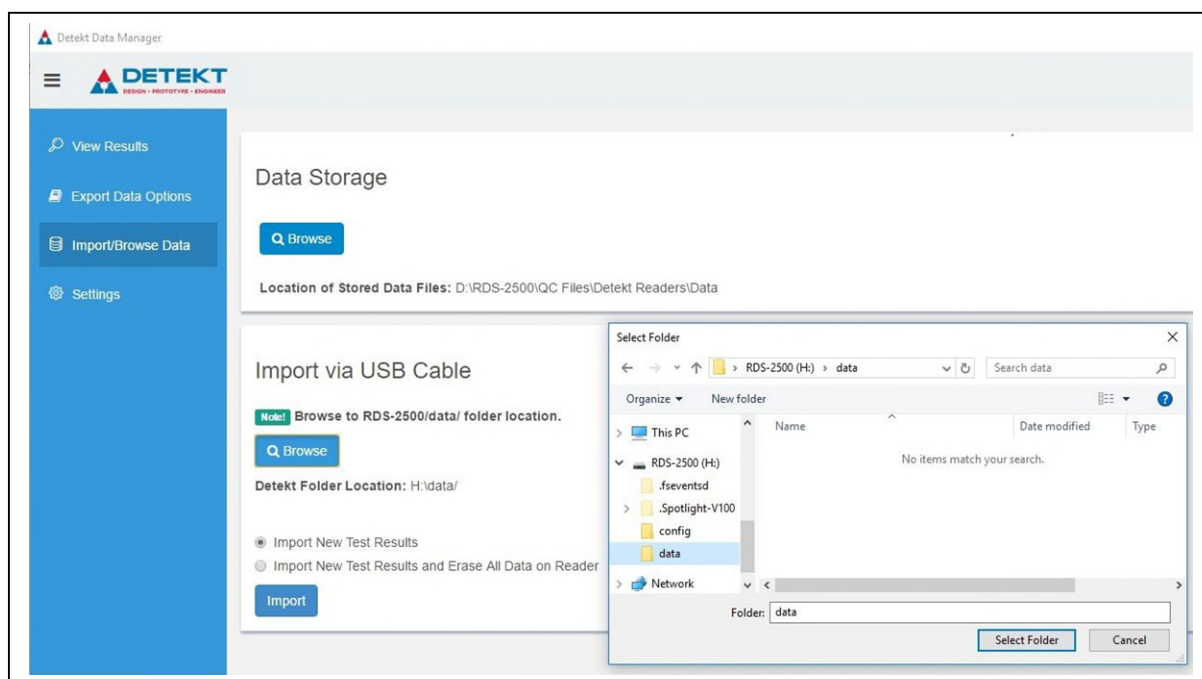 Detekt Data Manager
DETEKT
DESIGN • PROTOTYPE • ENGINEER
View Results
Export Data Options
Import/Browse Data
Settings
Data Storage
Browse
Location of Stored Data Files: D:\RDS-2500\QC Files\Detekt Readers\Data
Import via USB Cable
Note! Browse to RDS-2500/data/ folder location.
Browse
Detekt Folder Location: H:\data/
Import New Test Results
Import New Test Results and Erase All Data on Reader
Import
Select Folder
RDS-2500 (H:) > data
Search data
Organize
New folder
This PC
RDS-2500 (H:)
.fseventsd
.Spotlight-V100
config
data
Network
Name
Date modified
Type
No items match your search.
Folder: data
Select Folder
Cancel